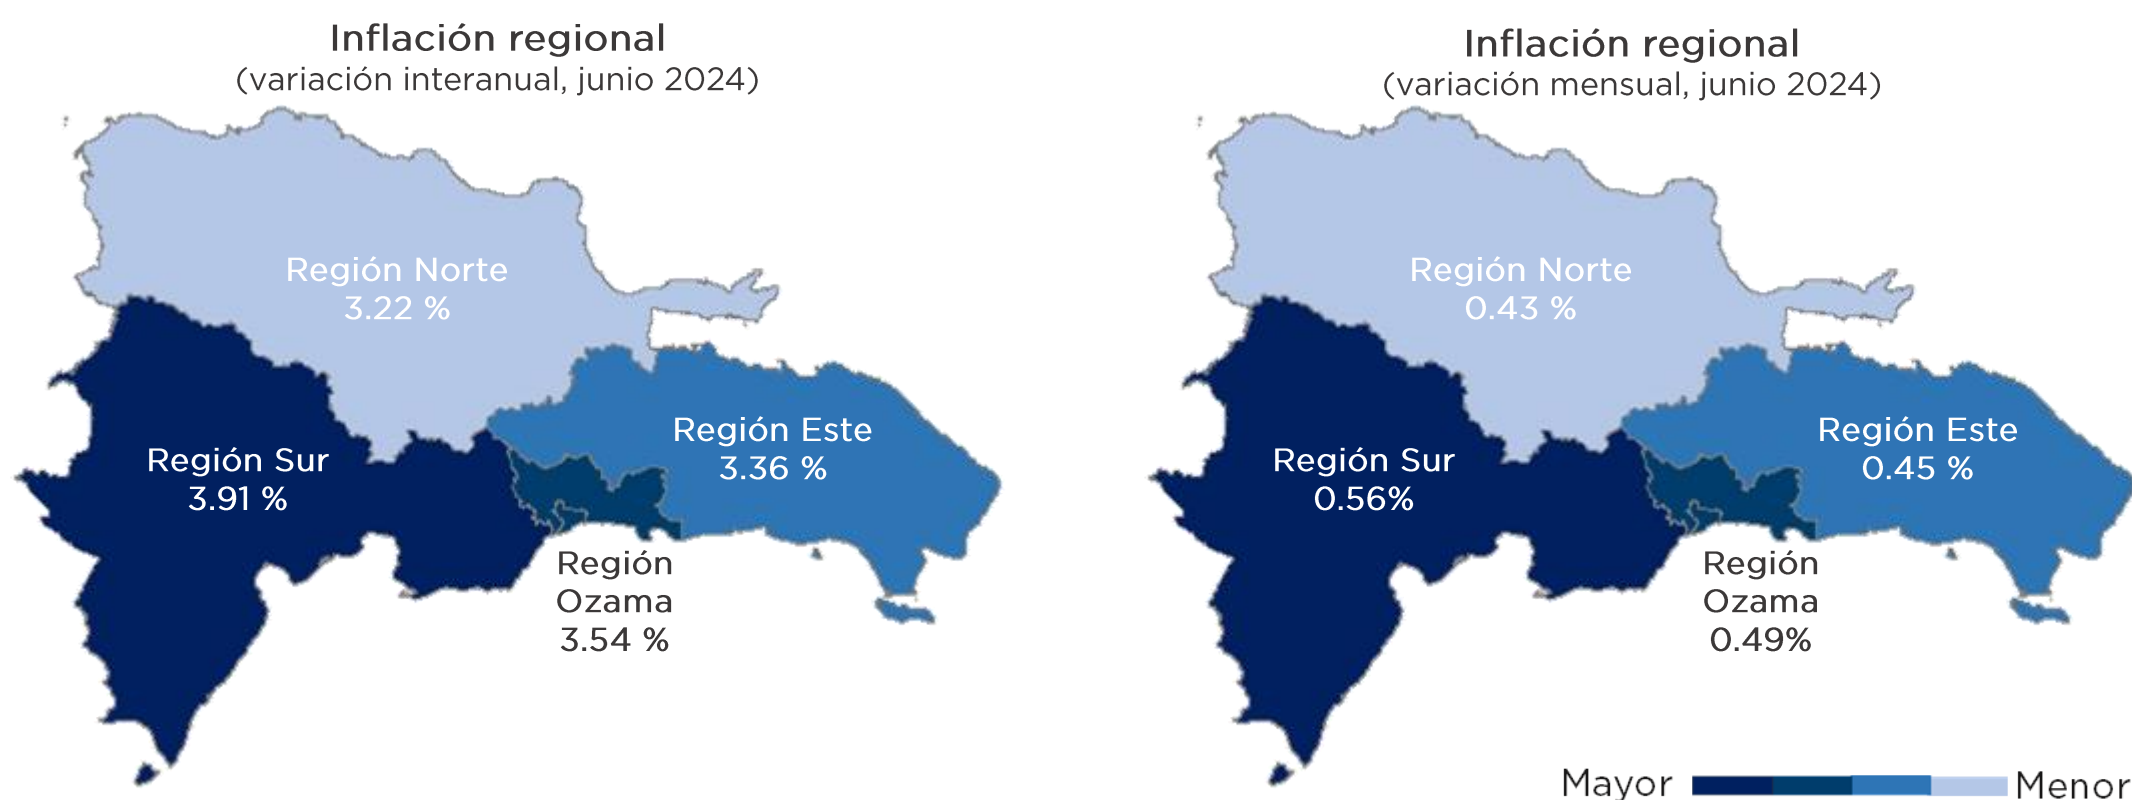 Inflación regional
(variación interanual, junio 2024)
Región Norte
3.22 %
Región Este
3.36 %
Región Sur
3.91 %
Región
Ozama
3.54 %
Inflación regional
(variación mensual, junio 2024)
Región Norte
0.43 %
Región Este
0.45 %
Región Sur
0.56%
Región
Ozama
0.49%
Mayor Menor